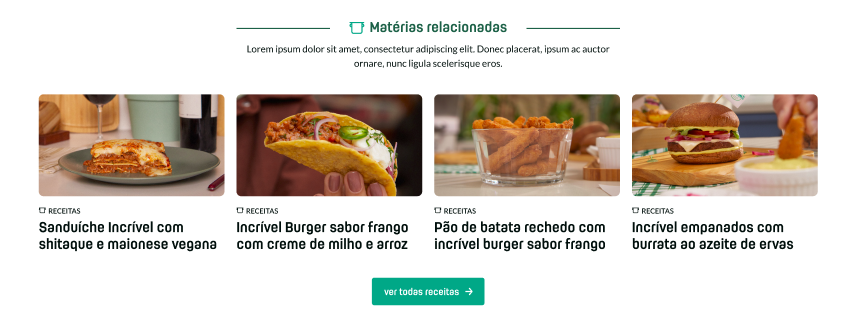 Matérias relacionadas
Lorem ipsum dolor sit amet, consectetur adipiscing elit. Donec placerat, ipsum ac auctor
ornare, nunc ligula scelerisque eros.
RECEITAS
Sanduíche Incrível com
shitaque e maionese vegana
RECEITAS
Incrível Burger sabor frango
com creme de milho e arroz
RECEITAS
Pão de batata rechedo com
incrível burger sabor frango
RECEITAS
Incrível empanados com
burrata ao azeite de ervas
ver todas receitas →